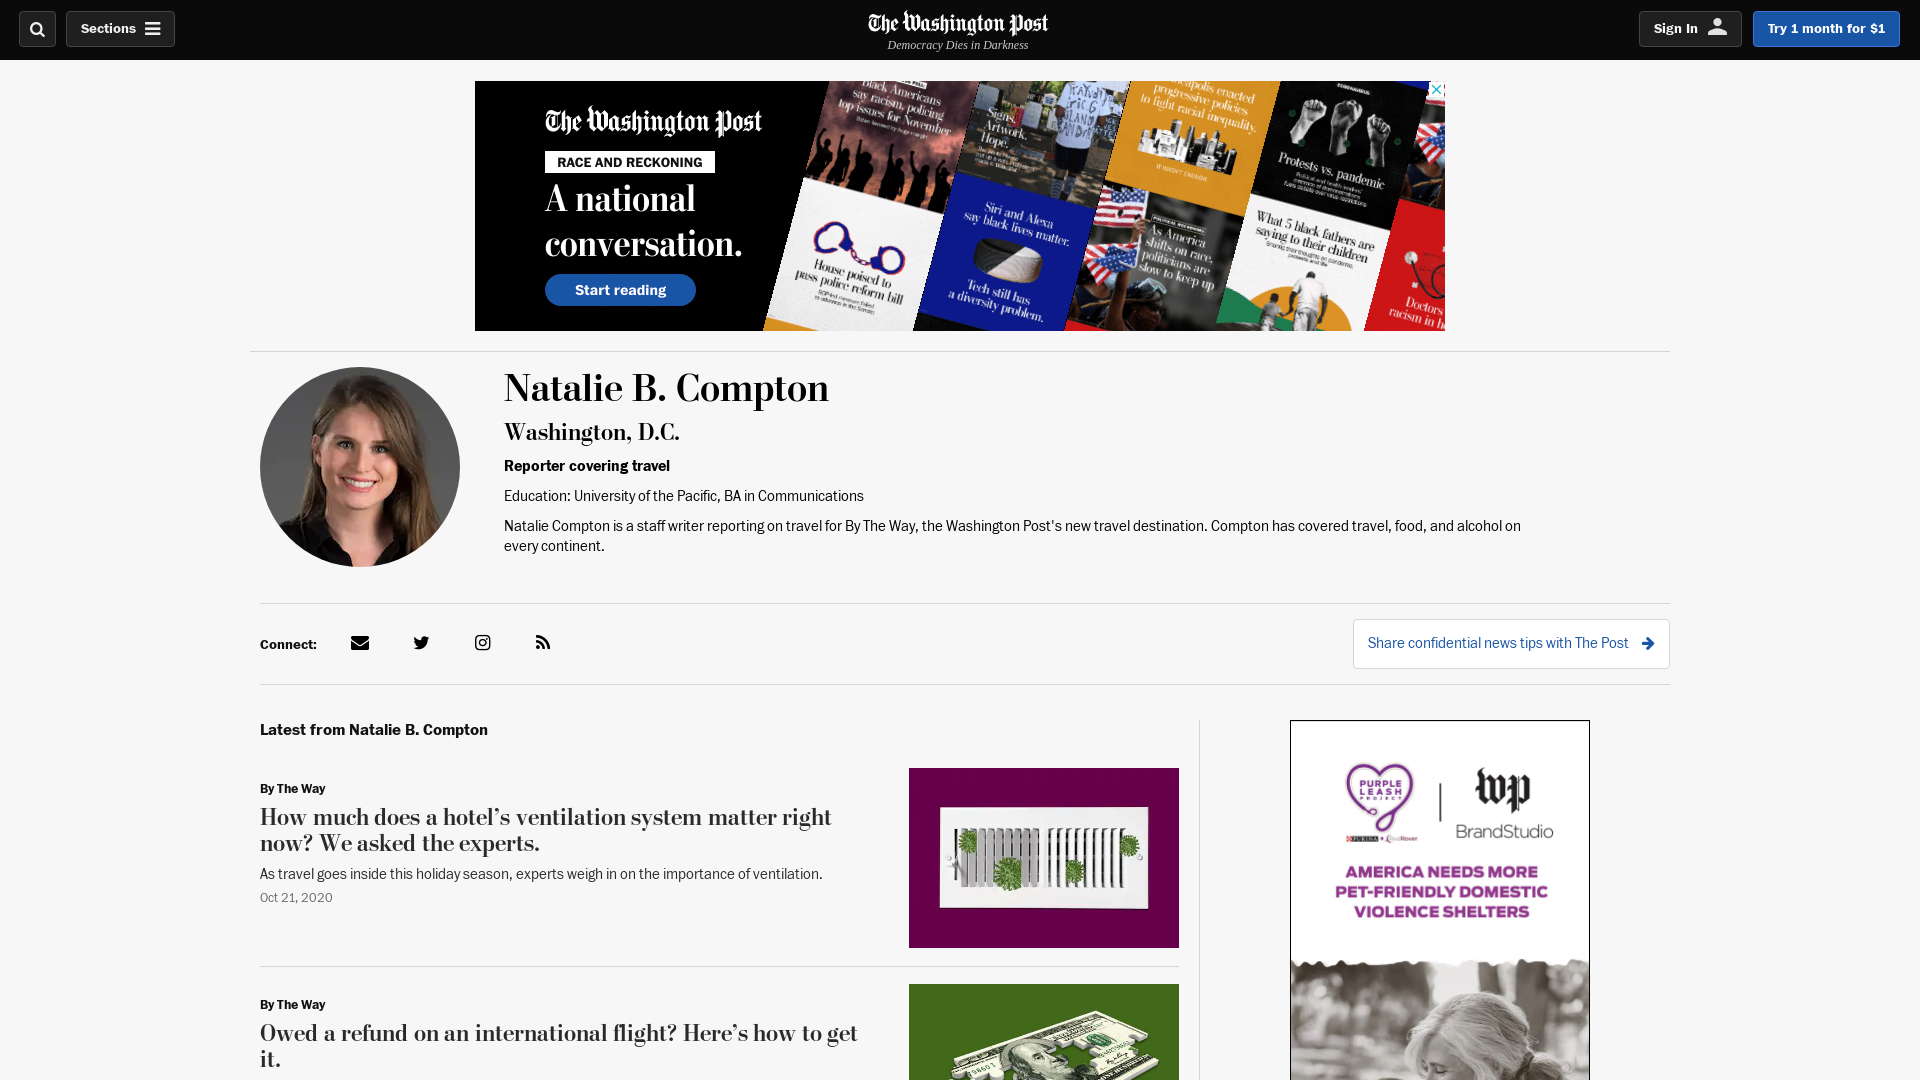 Sections
The Washington Post
Democracy Dies in Darkness
Sign In
Try 1 month for $1
The Washington Post
RACE AND RECKONING
A national
conversation.
Start reading
black Americans
say racism, policing
top issues for November
Signs.
Artwork.
Hope.
progressive policies
to fight racial inequality.
IT WASN'T ENOUGH.
CORONAVIRUS
Protests vs. pandemic
House poised to
pass police reform bill
Siri and Alexa
say black lives matter.
Tech still has
a diversity problem.
POLITICAL RECKONING
As America
shifts on race,
politicians are
slow to keep up
What 5 black fathers are
saying to their children
Doctors
racism in
Natalie B. Compton
Washington, D.C.
Reporter covering travel
Education: University of the Pacific, BA in Communications
Natalie Compton is a staff writer reporting on travel for By The Way, the Washington Post's new travel destination. Compton has covered travel, food, and alcohol on
every continent.
Connect:
Share confidential news tips with The Post
Latest from Natalie B. Compton
By The Way
How much does a hotel’s ventilation system matter right
now? We asked the experts.
As travel goes inside this holiday season, experts weigh in on the importance of ventilation.
Oct 21, 2020
By The Way
Owed a refund on an international flight? Here’s how to get
it.
PURPLE
LEASH
PROJECT
PURINA
wp
BrandStudio
AMERICA NEEDS MORE
PET-FRIENDLY DOMESTIC
VIOLENCE SHELTERS